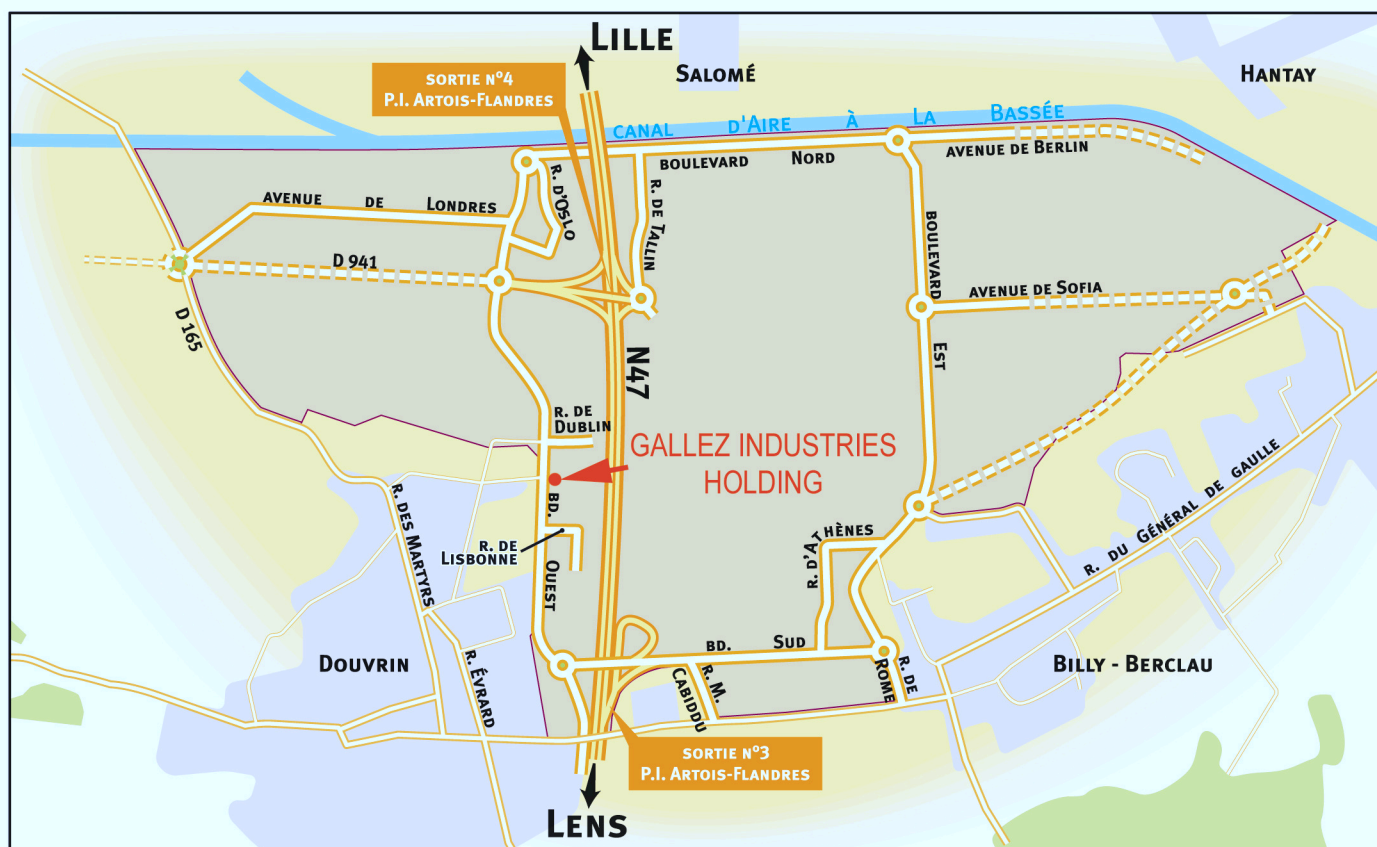 LILLE
SORTIE N°4
P.I. ARTOIS-FLANDRES
SALOMÉ
HANTAY
CANAL D'AIRE À LA BASSÉE
BOULEVARD NORD
AVENUE DE BERLIN
R. D'OSLO
R. DE TALLIN
AVENUE DE LONDRES
BOULEVARD EST
D 941
AVENUE DE SOFIA
D 165
N47
R. DE
DUBLIN
GALLEZ INDUSTRIES
HOLDING
R. DES MARTYRS
BD. OUEST
R. DE
LISBONNE
R. D'ATHÈNES
R. DU GÉNÉRAL DE GAULLE
DOUVRIN
R. ÉVRARD
BD. SUD
R. M.
CABIDDU
R. DE
ROME
BILLY - BERCLAU
SORTIE N°3
P.I. ARTOIS-FLANDRES
LENS